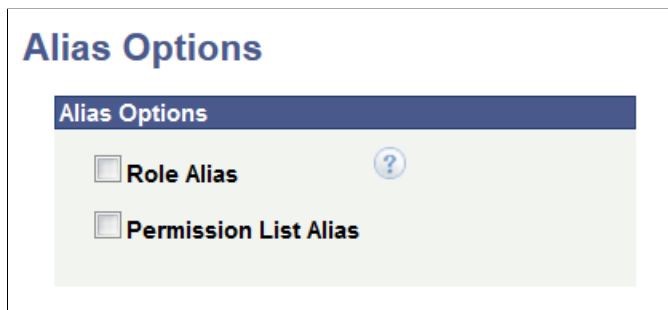 Alias Options
Alias Options
Role Alias ?
Permission List Alias